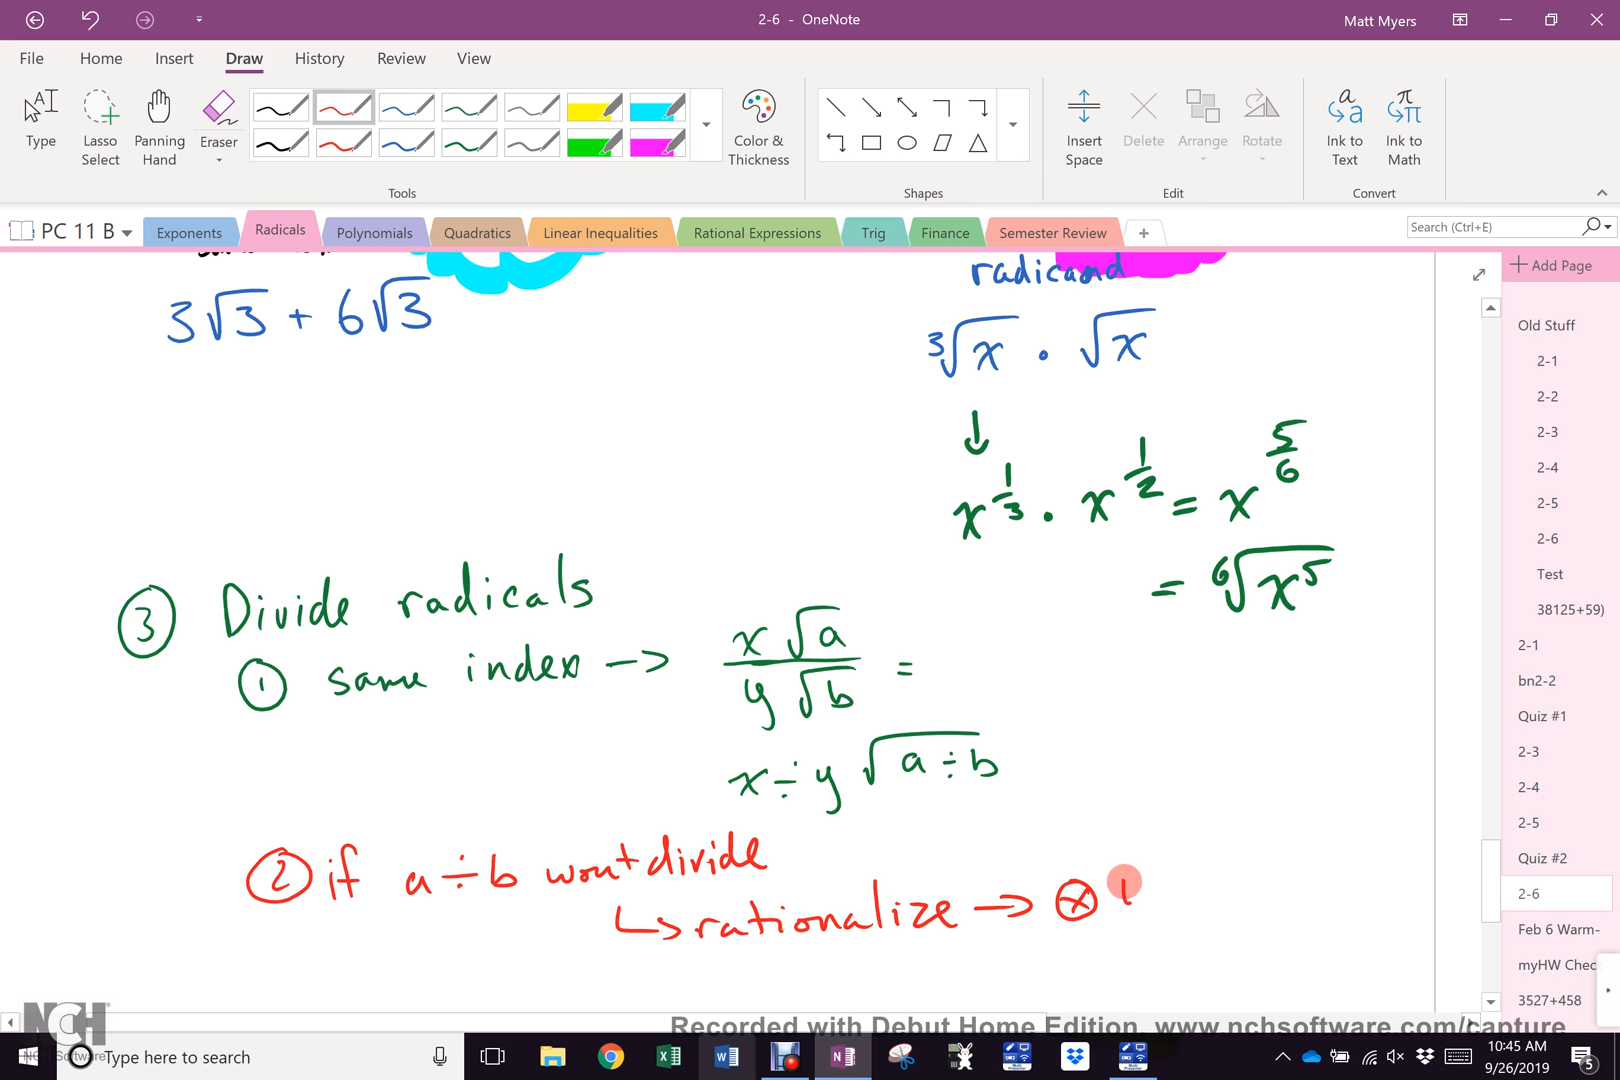 2-6 - OneNote
Matt Myers
File Home Insert Draw History Review View
Type
Lasso Select
Panning Hand
Eraser
Color & Thickness
Insert Space
Delete
Arrange
Rotate
Ink to Text
Ink to Math
Tools
Shapes
Edit
Convert
PC 11 B
Exponents
Radicals
Polynomials
Quadratics
Linear Inequalities
Rational Expressions
Trig
Finance
Semester Review
+
Search (Ctrl+E)
Add Page
Old Stuff
2-1
2-2
2-3
2-4
2-5
2-6
Test
38125+59)
2-1
bn2-2
Quiz #1
2-3
2-4
2-5
Quiz #2
2-6
Feb 6 Warm-
myHW Chec
3527+458
radicand
3√3 + 6√3
³√x · √x
↓
x^(1/3) · x^(1/2) = x^(5/6)
= ⁶√x⁵
③ Divide radicals
① same index → x√a / y√b =
x÷y √a÷b
② if a÷b wont divide
↳ rationalize → ⊗ 1
NCH
NCH Software
Recorded with Debut Home Edition. www.nchsoftware.com/capture
Type here to search
10:45 AM
9/26/2019
5